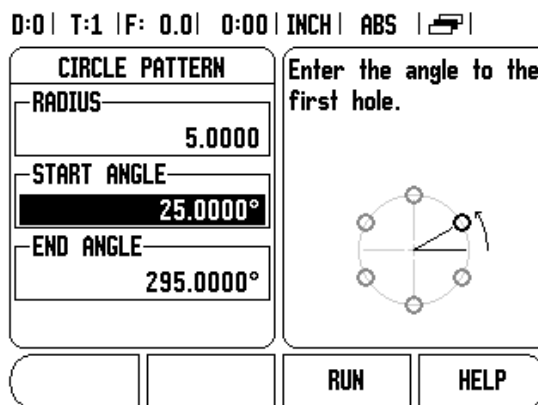 D:0 | T:1 | F: 0.0 | 0:00 | INCH | ABS
CIRCLE PATTERN
RADIUS
5.0000
START ANGLE
25.0000°
END ANGLE
295.0000°
Enter the angle to the
first hole.
RUN
HELP